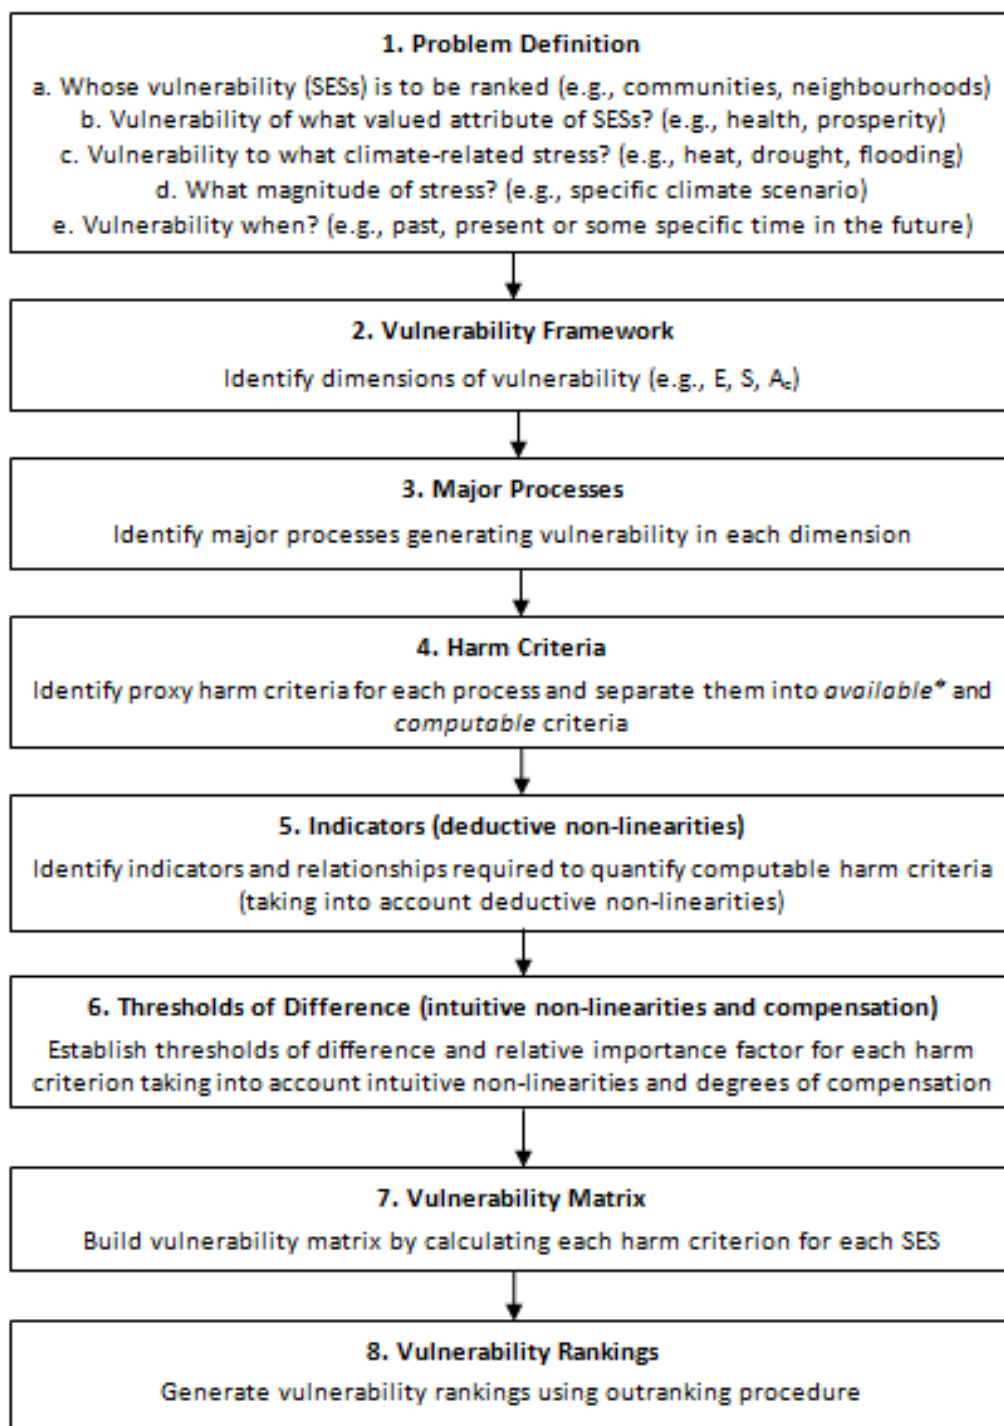 1. Problem Definition
a. Whose vulnerability (SESs) is to be ranked (e.g., communities, neighbourhoods)
b. Vulnerability of what valued attribute of SESs? (e.g., health, prosperity)
c. Vulnerability to what climate-related stress? (e.g., heat, drought, flooding)
d. What magnitude of stress? (e.g., specific climate scenario)
e. Vulnerability when? (e.g., past, present or some specific time in the future)
2. Vulnerability Framework
Identify dimensions of vulnerability (e.g., E, S, Ac)
3. Major Processes
Identify major processes generating vulnerability in each dimension
4. Harm Criteria
Identify proxy harm criteria for each process and separate them into available* and
computable criteria
5. Indicators (deductive non-linearities)
Identify indicators and relationships required to quantify computable harm criteria
(taking into account deductive non-linearities)
6. Thresholds of Difference (intuitive non-linearities and compensation)
Establish thresholds of difference and relative importance factor for each harm
criterion taking into account intuitive non-linearities and degrees of compensation
7. Vulnerability Matrix
Build vulnerability matrix by calculating each harm criterion for each SES
8. Vulnerability Rankings
Generate vulnerability rankings using outranking procedure